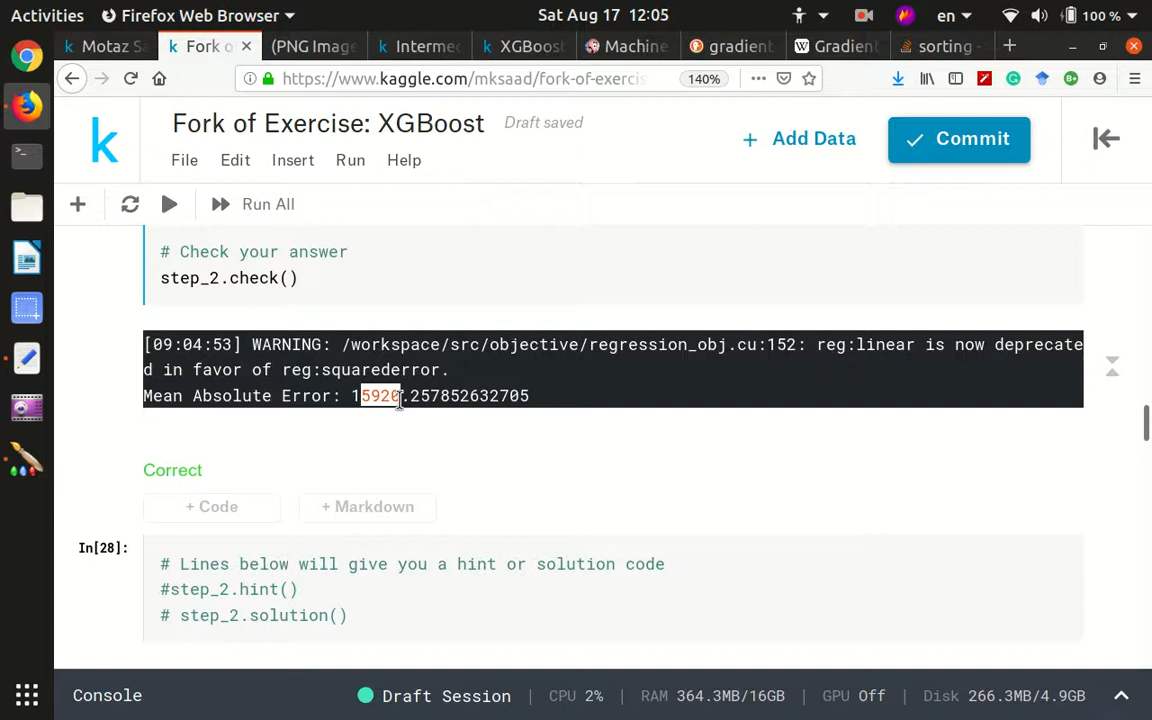 Activities Firefox Web Browser Sat Aug 17 12:05 en 100 %
k Motaz Sa k Fork o (PNG Image k Interme k XGBoost Machine gradient W Gradien sorting
https://www.kaggle.com/mksaad/fork-of-exercis 140%
k Fork of Exercise: XGBoost Draft saved + Add Data Commit
File Edit Insert Run Help
Run All
# Check your answer
step_2.check()
[09:04:53] WARNING: /workspace/src/objective/regression_obj.cu:152: reg:linear is now deprecate
d in favor of reg:squarederror.
Mean Absolute Error: 15920.257852632705
Correct
+ Code + Markdown
In[28]:
# Lines below will give you a hint or solution code
#step_2.hint()
# step_2.solution()
Console Draft Session CPU 2% RAM 364.3MB/16GB GPU Off Disk 266.3MB/4.9GB